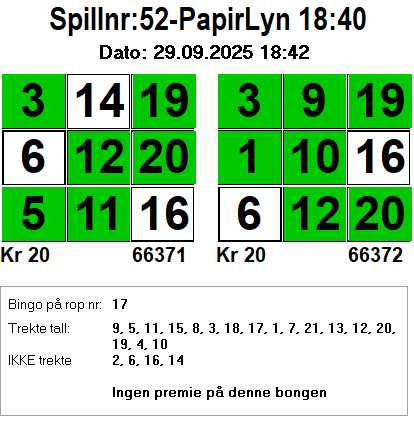 Spillnr:52-PapirLyn 18:40
Dato: 29.09.2025 18:42
3 14 19 3 9 19
6 12 20 1 10 16
5 11 16 6 12 20
Kr 20 66371 Kr 20 66372
Bingo på rop nr: 17
Trekte tall: 9, 5, 11, 15, 8, 3, 18, 17, 1, 7, 21, 13, 12, 20,
19, 4, 10
IKKE trekte 2, 6, 16, 14
Ingen premie på denne bongen